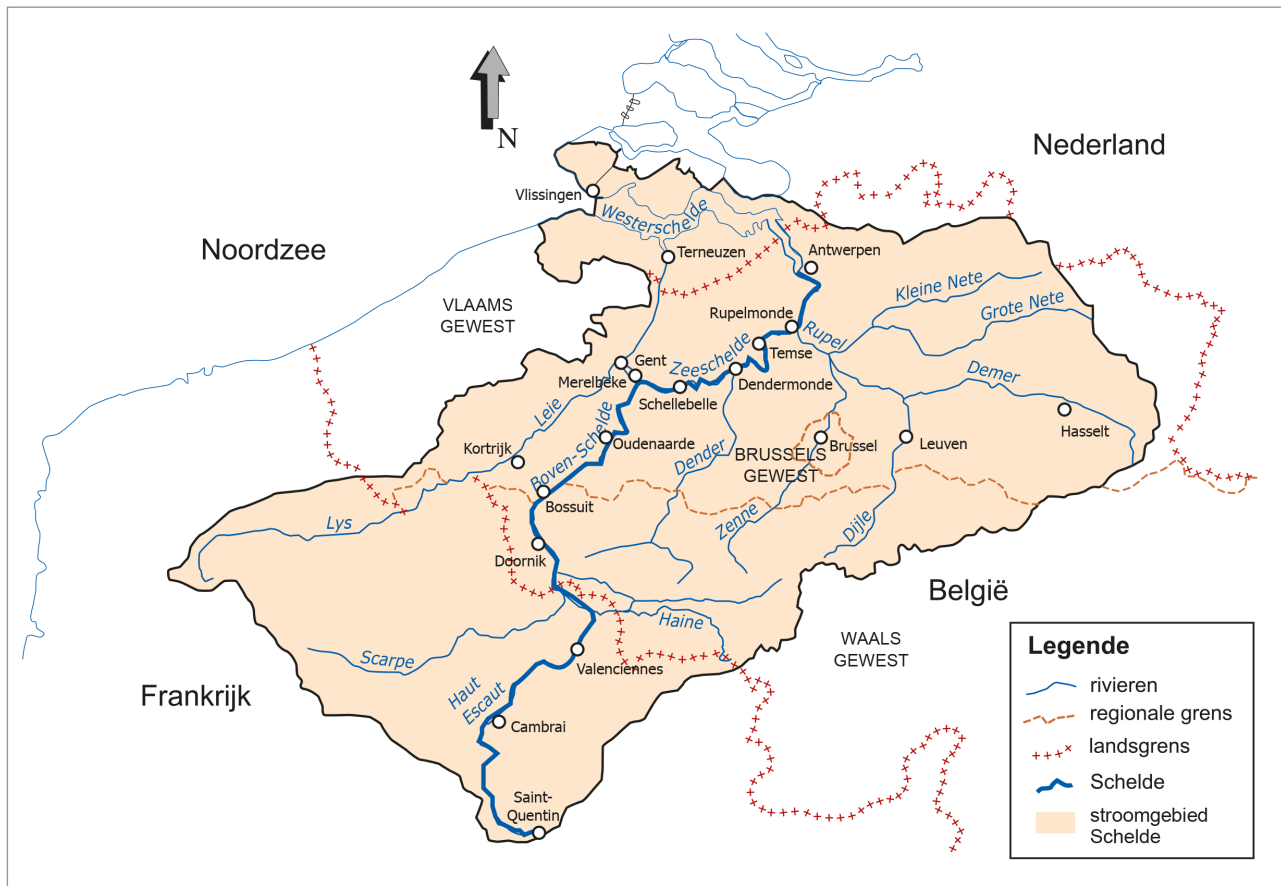 N
Nederland
Noordzee
Vlissingen
Westerschelde
Terneuzen
Antwerpen
VLAAMS
GEWEST
Kleine Nete
Grote Nete
Rupelmonde
Rupel
Zeeschelde
Temse
Gent
Merelbeke
Dendermonde
Schellebelle
Demer
Hasselt
Leie
Boven-Schelde
Oudenaarde
Kortrijk
Dender
BRUSSELS
GEWEST
Brussel
Leuven
Bossuit
Lys
Zenne
Dijle
Doornik
België
Haine
Scarpe
Valenciennes
WAALS
GEWEST
Frankrijk
Haut
Escaut
Cambrai
Saint-
Quentin
Legende
rivieren
regionale grens
landsgrens
Schelde
stroomgebied
Schelde